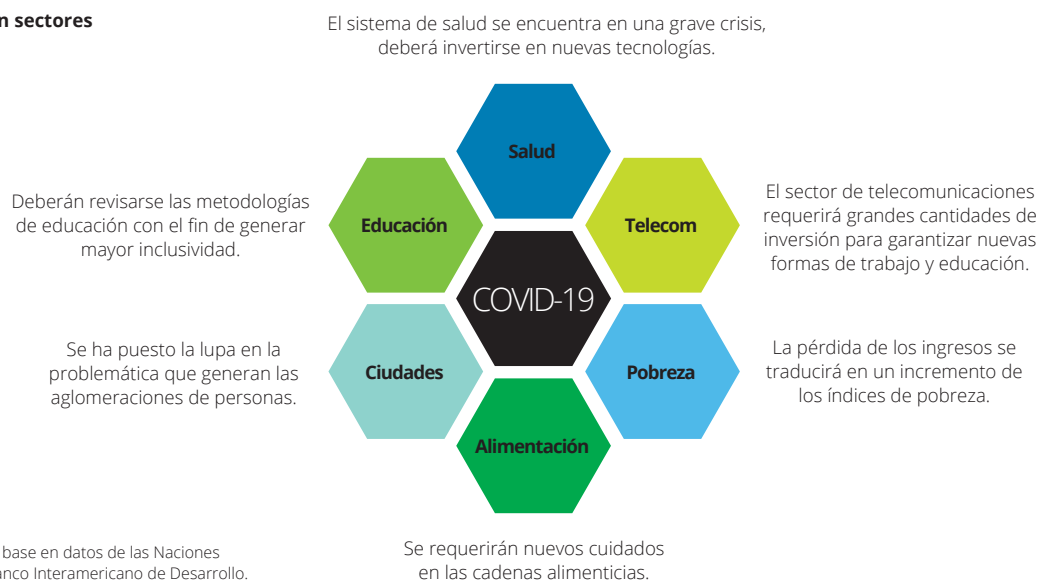 n sectores
El sistema de salud se encuentra en una grave crisis,
deberá invertirse en nuevas tecnologías.
Salud
Deberán revisarse las metodologías
de educación con el fin de generar
mayor inclusividad.
Educación
Telecom
El sector de telecomunicaciones
requerirá grandes cantidades de
inversión para garantizar nuevas
formas de trabajo y educación.
COVID-19
Se ha puesto la lupa en la
problemática que generan las
aglomeraciones de personas.
Ciudades
Pobreza
La pérdida de los ingresos se
traducirá en un incremento de
los índices de pobreza.
Alimentación
Se requerirán nuevos cuidados
en las cadenas alimenticias.
base en datos de las Naciones
anco Interamericano de Desarrollo.